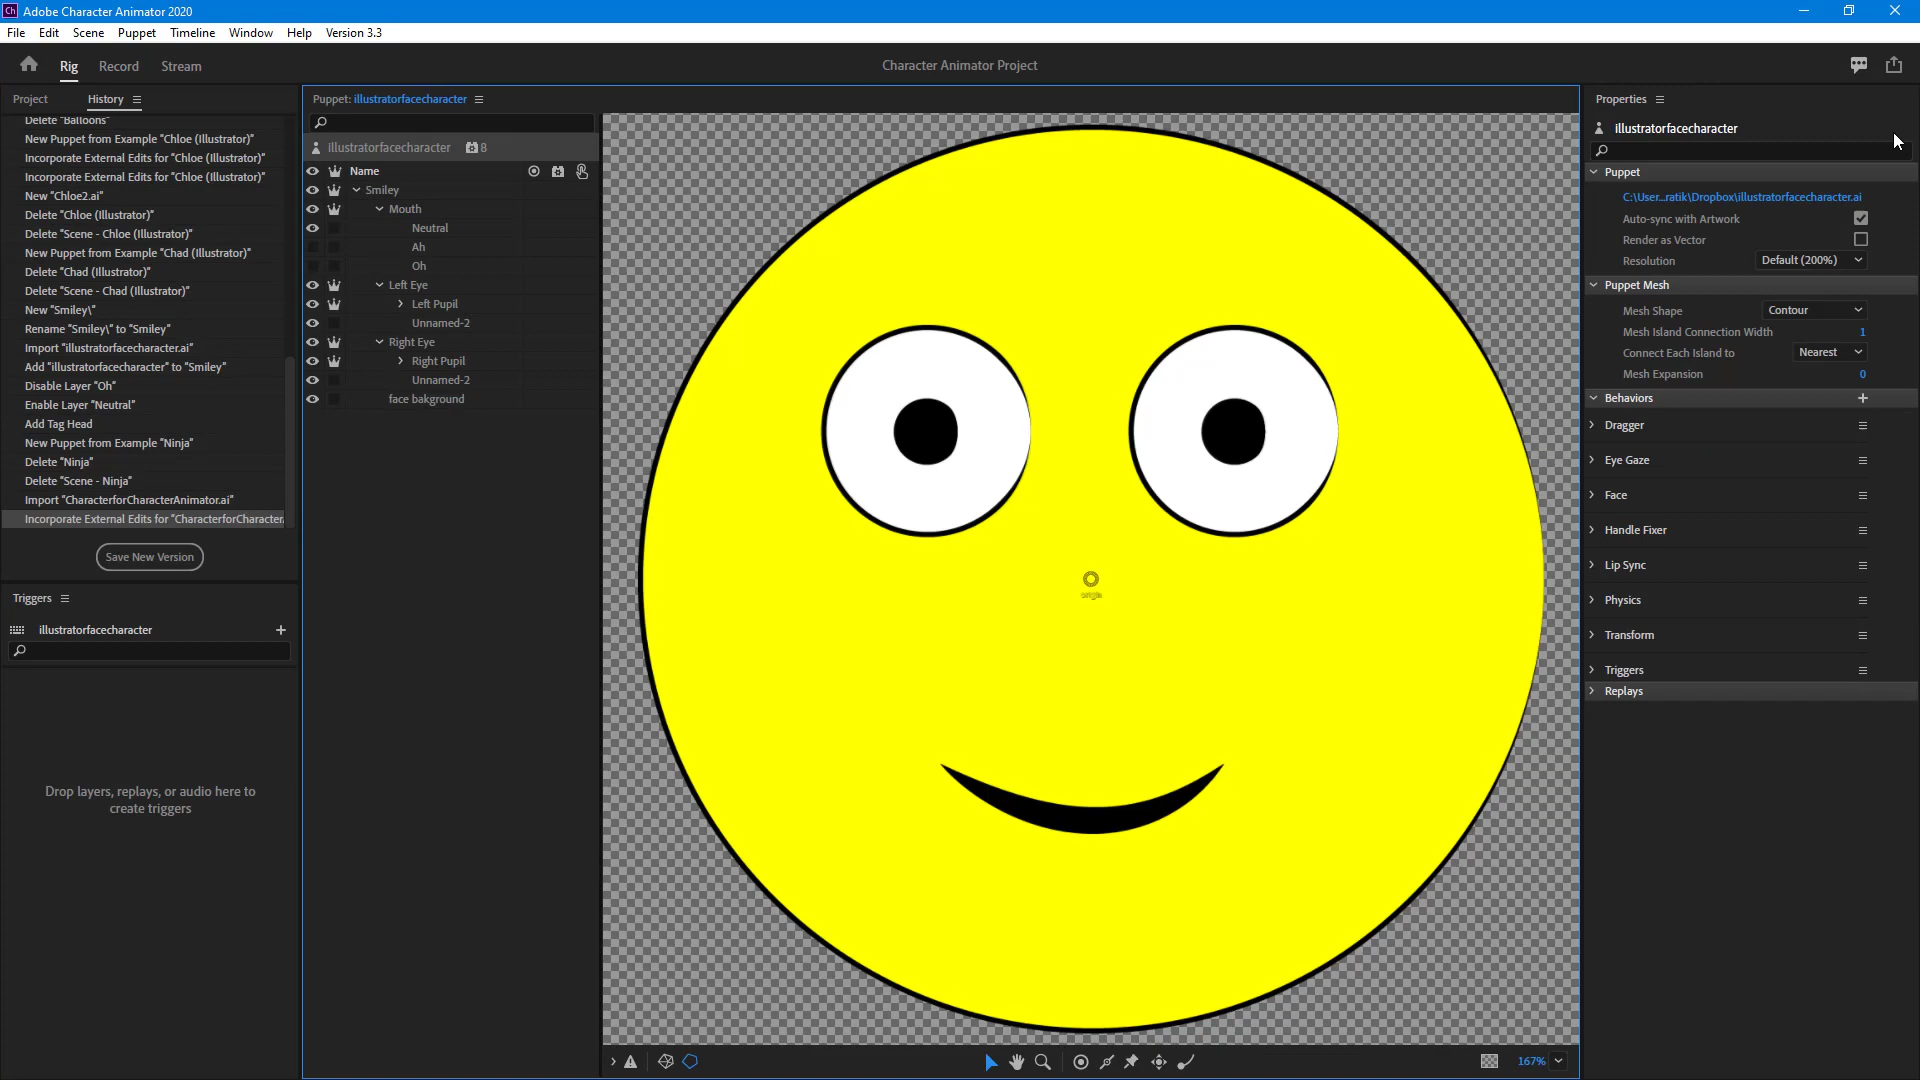 Ch Adobe Character Animator 2020
File Edit Scene Puppet Timeline Window Help Version 3.3
Rig Record Stream
Character Animator Project
Project History
Delete "Balloons"
New Puppet from Example "Chloe (Illustrator)"
Incorporate External Edits for "Chloe (Illustrator)"
Incorporate External Edits for "Chloe (Illustrator)"
New "Chloe2.ai"
Delete "Chloe (Illustrator)"
Delete "Scene - Chloe (Illustrator)"
New Puppet from Example "Chad (Illustrator)"
Delete "Chad (Illustrator)"
Delete "Scene - Chad (Illustrator)"
New "Smiley\"
Rename "Smiley\" to "Smiley"
Import "illustratorfacecharacter.ai"
Add "illustratorfacecharacter" to "Smiley"
Disable Layer "Oh"
Enable Layer "Neutral"
Add Tag Head
New Puppet from Example "Ninja"
Delete "Ninja"
Delete "Scene - Ninja"
Import "CharacterforCharacterAnimator.ai"
Incorporate External Edits for "CharacterforCharacter
Save New Version
Triggers
illustratorfacecharacter
Drop layers, replays, or audio here to
create triggers
Puppet: illustratorfacecharacter
illustratorfacecharacter 8
Name
Smiley
Mouth
Neutral
Ah
Oh
Left Eye
Left Pupil
Unnamed-2
Right Eye
Right Pupil
Unnamed-2
face bakground
origin
167%
Properties
illustratorfacecharacter
Puppet
C:\User...ratik\Dropbox\illustratorfacecharacter.ai
Auto-sync with Artwork
Render as Vector
Resolution Default (200%)
Puppet Mesh
Mesh Shape Contour
Mesh Island Connection Width 1
Connect Each Island to Nearest
Mesh Expansion 0
Behaviors
Dragger
Eye Gaze
Face
Handle Fixer
Lip Sync
Physics
Transform
Triggers
Replays